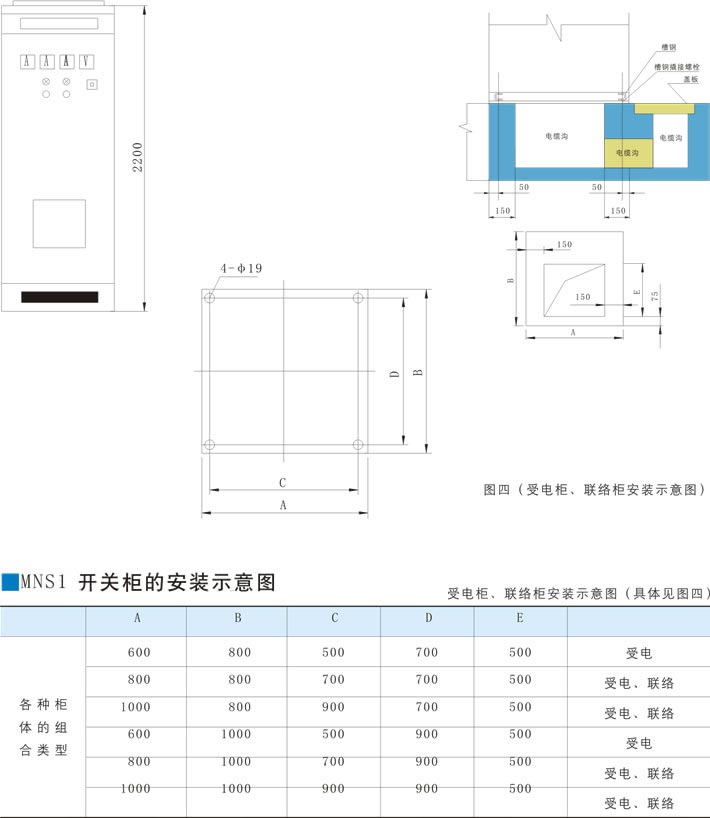 A A A V
2200
槽钢
槽钢搞接螺栓
盖板
电缆沟
电缆沟
电缆沟
50
50
150
150
4-ф19
D
B
C
A
150
B
150
E
75
A
图四（受电柜、联络柜安装示意图）
MNS1 开关柜的安装示意图
受电柜、联络柜安装示意图（具体见图四）
A B C D E
各种柜
体的组
合类型
600 800 500 700 500 受电
800 800 700 700 500 受电、联络
1000 800 900 700 500 受电、联络
600 1000 500 900 500 受电
800 1000 700 900 500 受电、联络
1000 1000 900 900 500 受电、联络